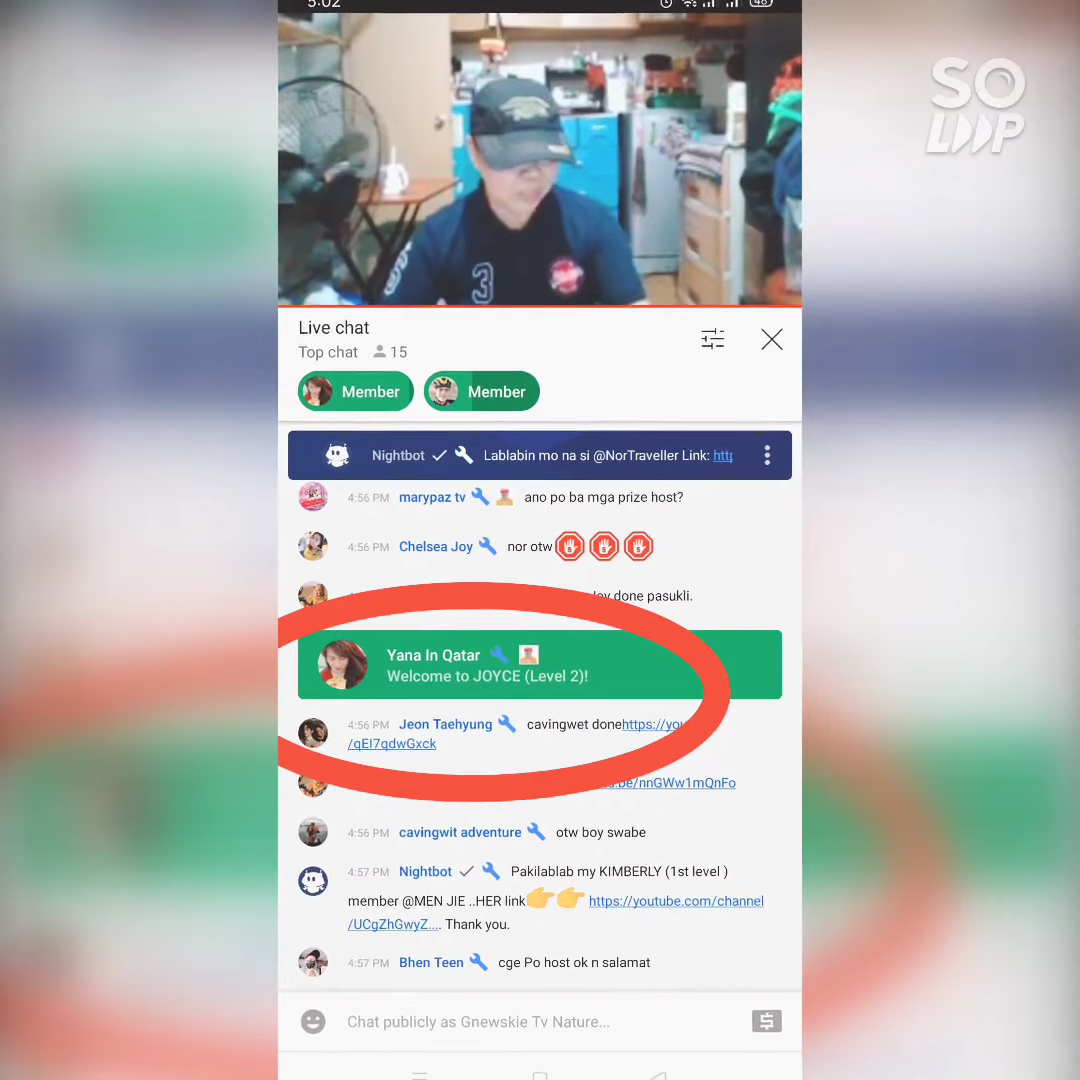 5:02
46
SO
LOOP
3
Live chat
Top chat 15
Member Member
Nightbot Lablabin mo na si @NorTraveller Link: http
4:56 PM marypaz tv ano po ba mga prize host?
4:56 PM Chelsea Joy nor otw
done pasukli.
Yana In Qatar
Welcome to JOYCE (Level 2)!
4:56 PM Jeon Taehyung cavingwet donehttps://you
/qEI7qdwGxck
.be/nnGWw1mQnFo
4:56 PM cavingwit adventure otw boy swabe
4:57 PM Nightbot Pakilablab my KIMBERLY (1st level )
member @MEN JIE ..HER link https://youtube.com/channel
/UCgZhGwyZ.... Thank you.
4:57 PM Bhen Teen cge Po host ok n salamat
Chat publicly as Gnewskie Tv Nature...